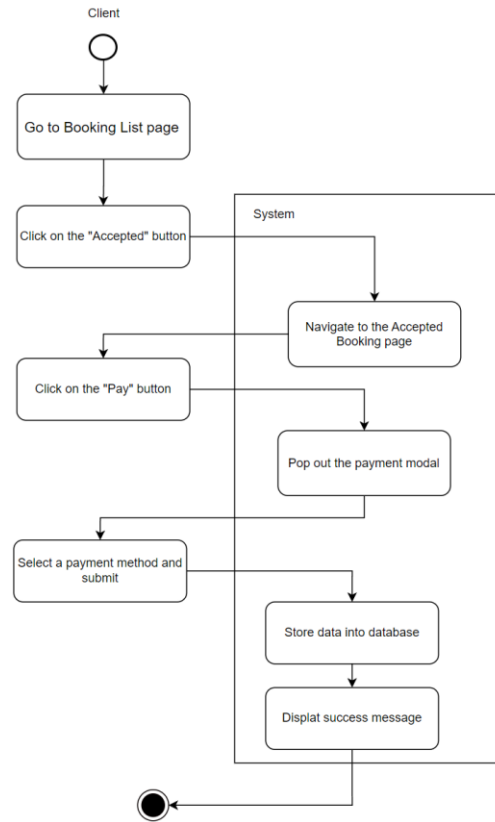 Client
Go to Booking List page
Click on the "Accepted" button
System
Navigate to the Accepted
Booking page
Click on the "Pay" button
Pop out the payment modal
Select a payment method and
submit
Store data into database
Displat success message